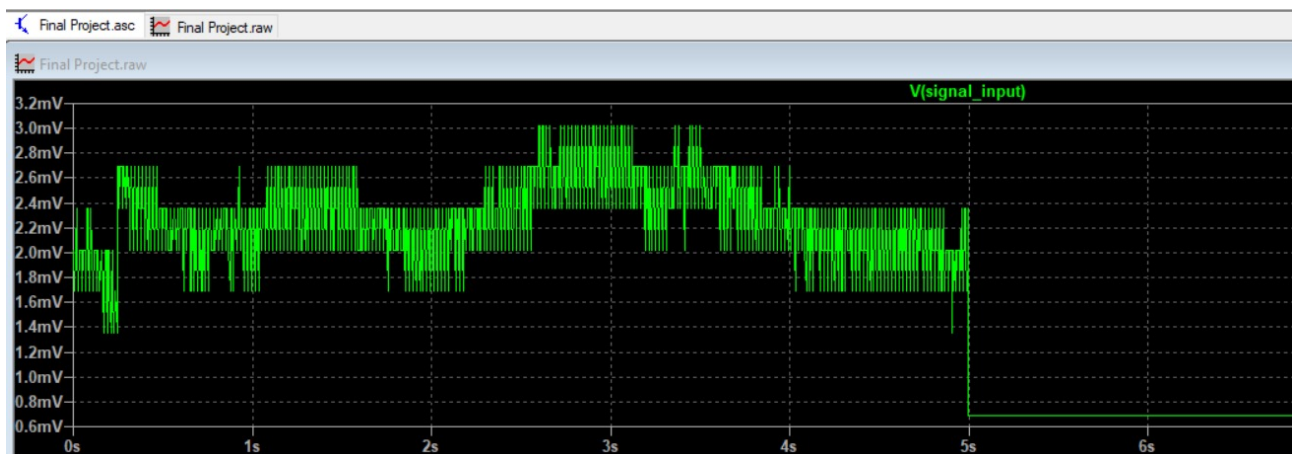 Final Project.asc Final Project.raw
Final Project.raw
V(signal_input)
3.2mV
3.0mV
2.8mV
2.6mV
2.4mV
2.2mV
2.0mV
1.8mV
1.6mV
1.4mV
1.2mV
1.0mV
0.8mV
0.6mV
0s 1s 2s 3s 4s 5s 6s